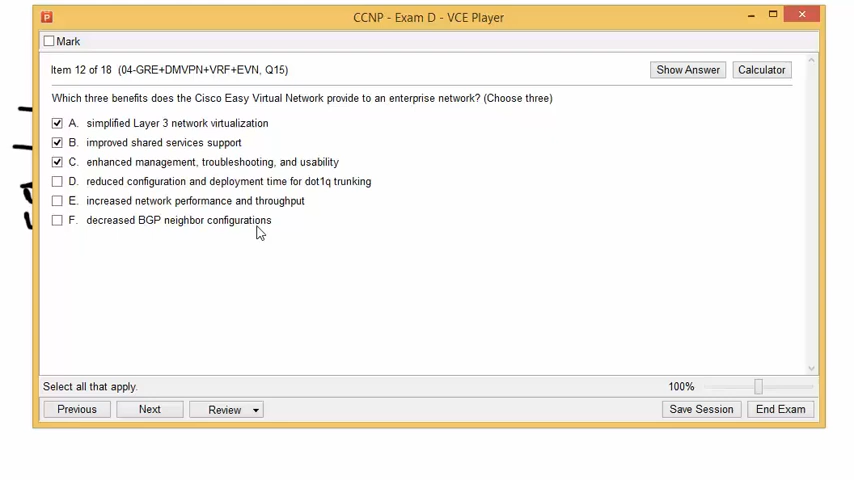 CCNP - Exam D - VCE Player
Mark
Item 12 of 18 (04-GRE+DMVPN+VRF+EVN, Q15)
Show Answer
Calculator
Which three benefits does the Cisco Easy Virtual Network provide to an enterprise network? (Choose three)
A. simplified Layer 3 network virtualization
B. improved shared services support
C. enhanced management, troubleshooting, and usability
D. reduced configuration and deployment time for dot1q trunking
E. increased network performance and throughput
F. decreased BGP neighbor configurations
Select all that apply.
100%
Previous
Next
Review
Save Session
End Exam